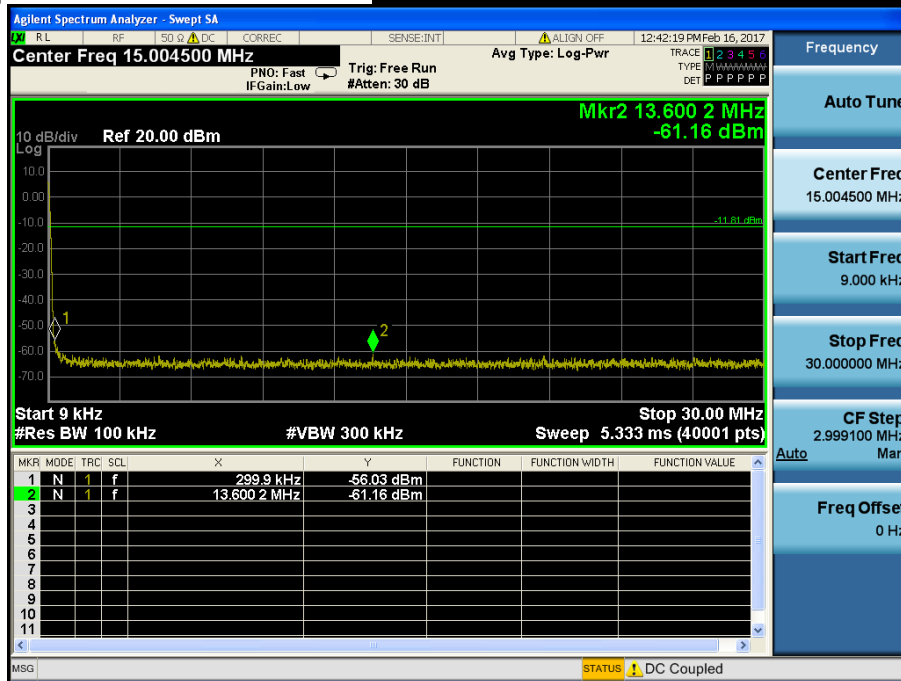 Agilent Spectrum Analyzer - Swept SA
LXI RL RF 50 Ω DC CORREC SENSE:INT ALIGN OFF 12:42:19 PM Feb 16, 2017
Center Freq 15.004500 MHz
PNO: Fast
IFGain:Low
Trig: Free Run
#Atten: 30 dB
Avg Type: Log-Pwr
TRACE 1 2 3 4 5 6
TYPE M WWWWW
DET P P P P P P
Mkr2 13.600 2 MHz
-61.16 dBm
10 dB/div Ref 20.00 dBm
Log
10.0
0.00
-10.0
-11.81 dBm
-20.0
-30.0
-40.0
-50.0
-60.0
-70.0
1
2
Start 9 kHz Stop 30.00 MHz
#Res BW 100 kHz #VBW 300 kHz Sweep 5.333 ms (40001 pts)
MKR MODE TRC SCL X Y FUNCTION FUNCTION WIDTH FUNCTION VALUE
1 N 1 f 299.9 kHz -56.03 dBm
2 N 1 f 13.600 2 MHz -61.16 dBm
3
4
5
6
7
8
9
10
11
MSG STATUS DC Coupled
Frequency
Auto Tune
Center Freq
15.004500 MHz
Start Freq
9.000 kHz
Stop Freq
30.000000 MHz
CF Step
2.999100 MHz
Auto Man
Freq Offset
0 Hz